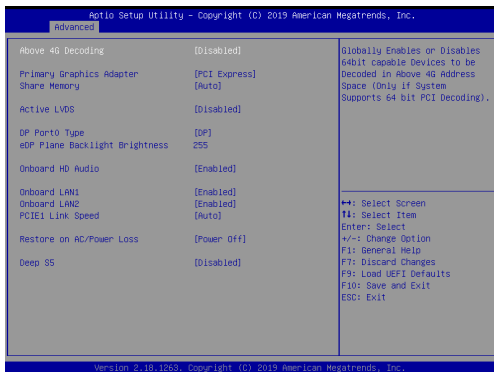 Aptio Setup Utility – Copyright (C) 2019 American Megatrends, Inc.
Advanced
Above 4G Decoding [Disabled]
Primary Graphics Adapter [PCI Express]
Share Memory [Auto]
Active LVDS [Disabled]
DP Port0 Type [DP]
eDP Plane Backlight Brightness 255
Onboard HD Audio [Enabled]
Onboard LAN1 [Enabled]
Onboard LAN2 [Enabled]
PCIE1 Link Speed [Auto]
Restore on AC/Power Loss [Power Off]
Deep S5 [Disabled]
Globally Enables or Disables
64bit capable Devices to be
Decoded in Above 4G Address
Space (Only if System
Supports 64 bit PCI Decoding).
↔: Select Screen
↑↓: Select Item
Enter: Select
+/-: Change Option
F1: General Help
F7: Discard Changes
F9: Load UEFI Defaults
F10: Save and Exit
ESC: Exit
Version 2.18.1263. Copyright (C) 2019 American Megatrends, Inc.